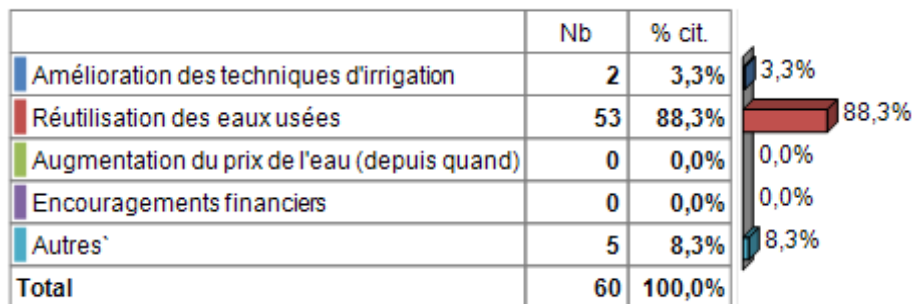 Nb % cit.
Amélioration des techniques d'irrigation 2 3,3% 3,3%
Réutilisation des eaux usées 53 88,3% 88,3%
Augmentation du prix de l'eau (depuis quand) 0 0,0% 0,0%
Encouragements financiers 0 0,0% 0,0%
Autres` 5 8,3% 8,3%
Total 60 100,0%